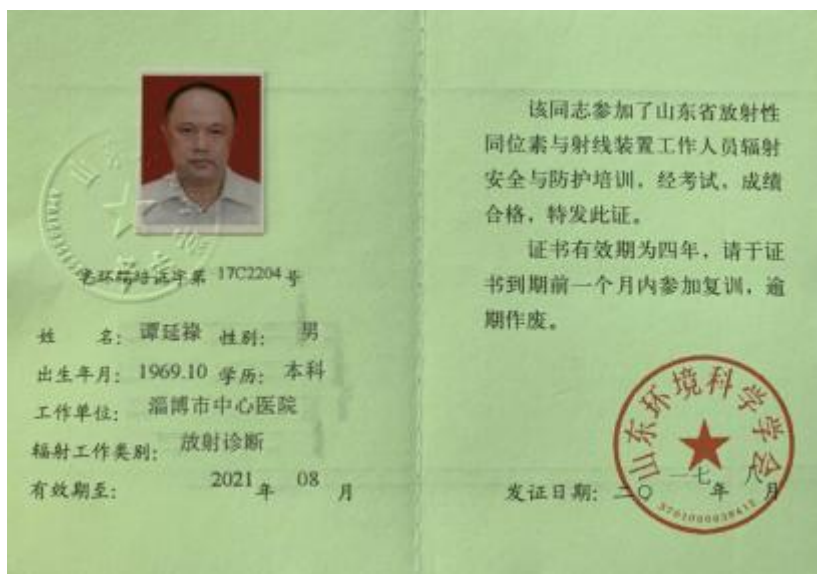 鲁环辐培证字第 17C2204 号
姓 名: 谭延禄 性别: 男
出生年月: 1969.10 学历: 本科
工作单位: 淄博市中心医院
辐射工作类别: 放射诊断
有效期至: 2021 年 08 月
该同志参加了山东省放射性
同位素与射线装置工作人员辐射
安全与防护培训,经考试,成绩
合格,特发此证。
证书有效期为四年,请于证
书到期前一个月内参加复训,逾
期作废。
山东环境科学学会
发证日期: 二〇一七年八月